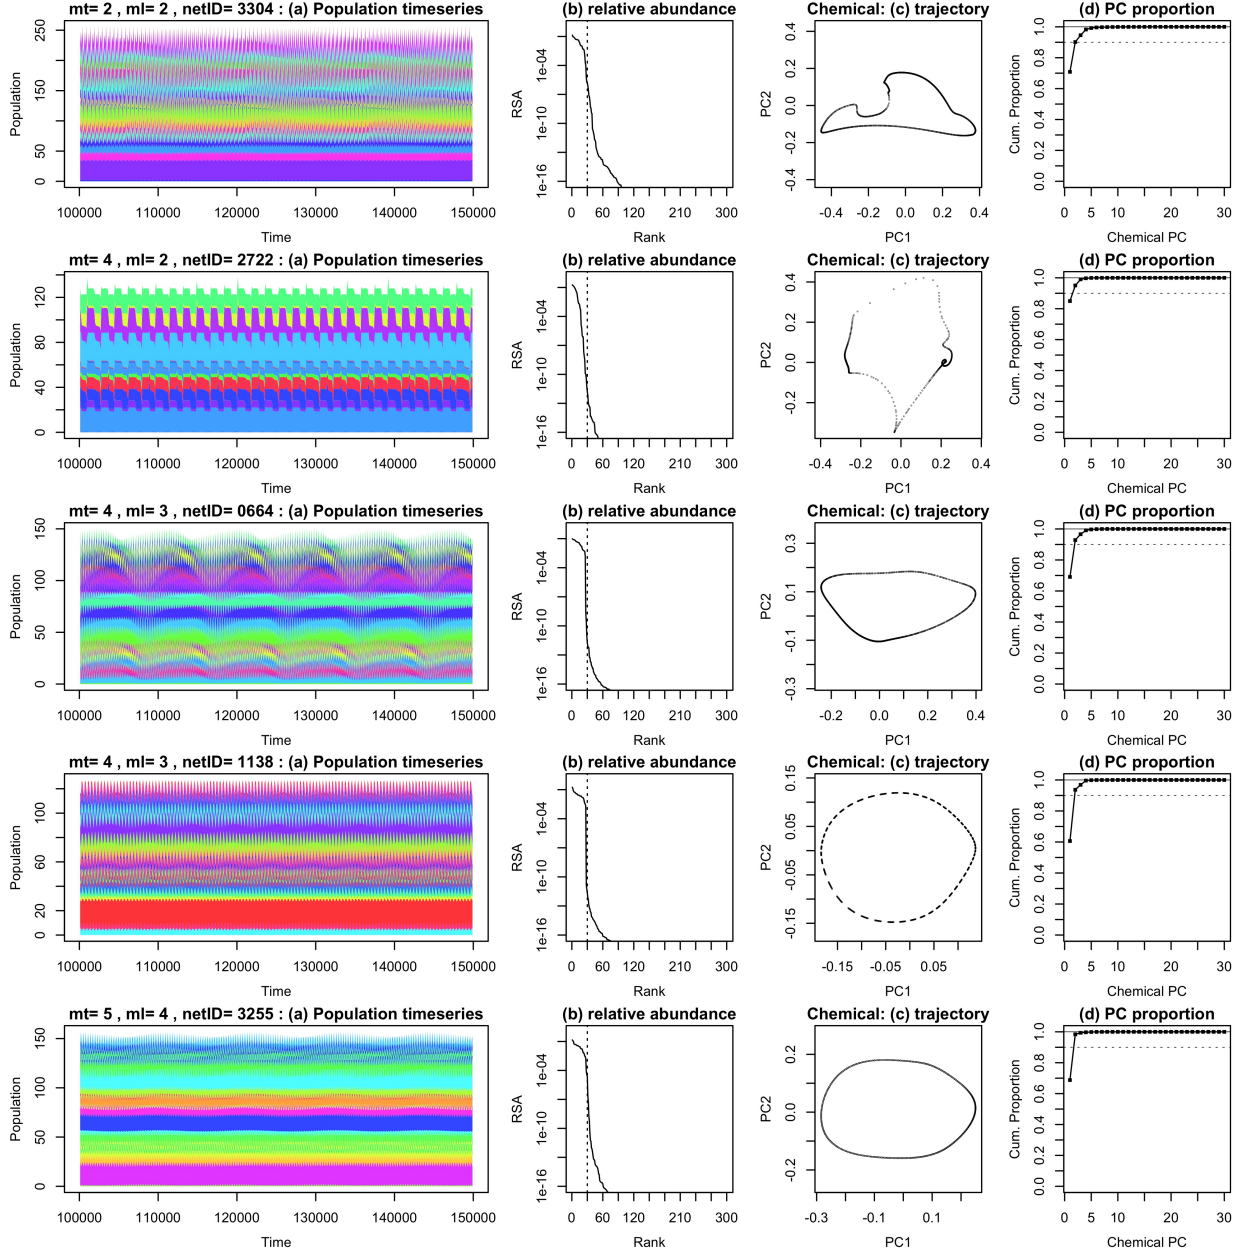 mt= 2 , ml= 2 , netID= 3304 : (a) Population timeseries (b) relative abundance Chemical: (c) trajectory (d) PC proportion
Population 0 50 150 250
100000 110000 120000 130000 140000 150000
Time
RSA 1e-16 1e-10 1e-04
0 60 120 210 300
Rank
PC2 -0.4 -0.2 0.0 0.2 0.4
-0.4 -0.2 0.0 0.2 0.4
PC1
Cum. Proportion 0.0 0.2 0.4 0.6 0.8 1.0
0 5 10 15 20 30
Chemical PC
mt= 4 , ml= 2 , netID= 2722 : (a) Population timeseries (b) relative abundance Chemical: (c) trajectory (d) PC proportion
Population 0 40 80 120
100000 110000 120000 130000 140000 150000
Time
RSA 1e-16 1e-10 1e-04
0 60 120 210 300
Rank
PC2 -0.2 0.0 0.2 0.4
-0.4 -0.2 0.0 0.2 0.4
PC1
Cum. Proportion 0.0 0.2 0.4 0.6 0.8 1.0
0 5 10 15 20 30
Chemical PC
mt= 4 , ml= 3 , netID= 0664 : (a) Population timeseries (b) relative abundance Chemical: (c) trajectory (d) PC proportion
Population 0 50 100 150
100000 110000 120000 130000 140000 150000
Time
RSA 1e-16 1e-10 1e-04
0 60 120 210 300
Rank
PC2 -0.3 -0.1 0.1 0.3
-0.2 0.0 0.2 0.4
PC1
Cum. Proportion 0.0 0.2 0.4 0.6 0.8 1.0
0 5 10 15 20 30
Chemical PC
mt= 4 , ml= 3 , netID= 1138 : (a) Population timeseries (b) relative abundance Chemical: (c) trajectory (d) PC proportion
Population 0 20 60 100
100000 110000 120000 130000 140000 150000
Time
RSA 1e-16 1e-10 1e-04
0 60 120 210 300
Rank
PC2 -0.15 -0.05 0.05 0.15
-0.15 -0.05 0.05
PC1
Cum. Proportion 0.0 0.2 0.4 0.6 0.8 1.0
0 5 10 15 20 30
Chemical PC
mt= 5 , ml= 4 , netID= 3255 : (a) Population timeseries (b) relative abundance Chemical: (c) trajectory (d) PC proportion
Population 0 50 100 150
100000 110000 120000 130000 140000 150000
Time
RSA 1e-16 1e-10 1e-04
0 60 120 210 300
Rank
PC2 -0.2 0.0 0.2
-0.3 -0.1 0.1
PC1
Cum. Proportion 0.0 0.2 0.4 0.6 0.8 1.0
0 5 10 15 20 30
Chemical PC